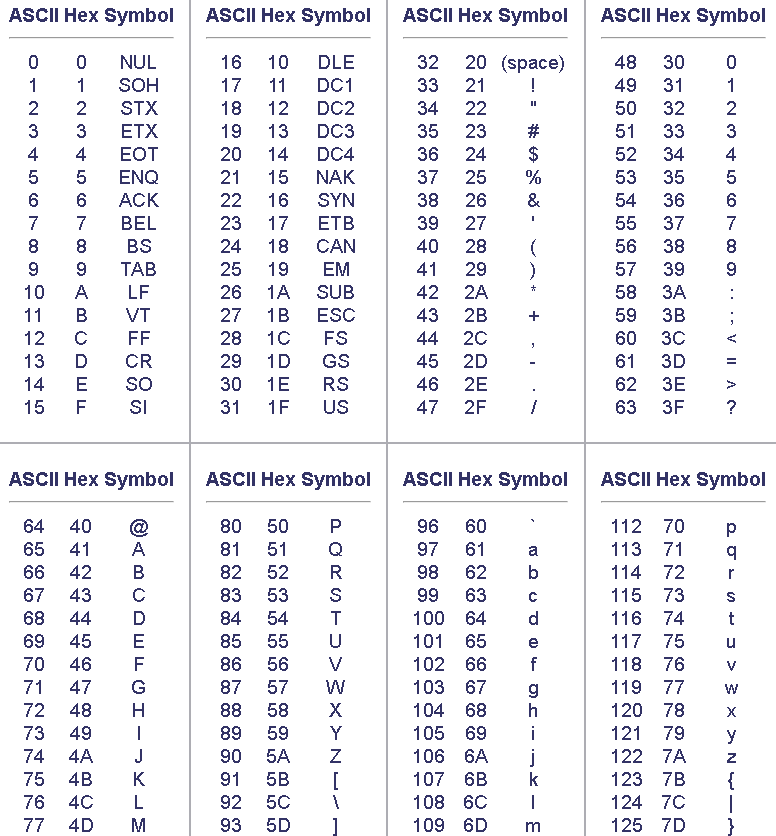 ASCII Hex Symbol ASCII Hex Symbol ASCII Hex Symbol ASCII Hex Symbol
0 0 NUL 16 10 DLE 32 20 (space) 48 30 0
1 1 SOH 17 11 DC1 33 21 ! 49 31 1
2 2 STX 18 12 DC2 34 22 " 50 32 2
3 3 ETX 19 13 DC3 35 23 # 51 33 3
4 4 EOT 20 14 DC4 36 24 $ 52 34 4
5 5 ENQ 21 15 NAK 37 25 % 53 35 5
6 6 ACK 22 16 SYN 38 26 & 54 36 6
7 7 BEL 23 17 ETB 39 27 ' 55 37 7
8 8 BS 24 18 CAN 40 28 ( 56 38 8
9 9 TAB 25 19 EM 41 29 ) 57 39 9
10 A LF 26 1A SUB 42 2A * 58 3A :
11 B VT 27 1B ESC 43 2B + 59 3B ;
12 C FF 28 1C FS 44 2C , 60 3C <
13 D CR 29 1D GS 45 2D - 61 3D =
14 E SO 30 1E RS 46 2E . 62 3E >
15 F SI 31 1F US 47 2F / 63 3F ?
ASCII Hex Symbol ASCII Hex Symbol ASCII Hex Symbol ASCII Hex Symbol
64 40 @ 80 50 P 96 60 ` 112 70 p
65 41 A 81 51 Q 97 61 a 113 71 q
66 42 B 82 52 R 98 62 b 114 72 r
67 43 C 83 53 S 99 63 c 115 73 s
68 44 D 84 54 T 100 64 d 116 74 t
69 45 E 85 55 U 101 65 e 117 75 u
70 46 F 86 56 V 102 66 f 118 76 v
71 47 G 87 57 W 103 67 g 119 77 w
72 48 H 88 58 X 104 68 h 120 78 x
73 49 I 89 59 Y 105 69 i 121 79 y
74 4A J 90 5A Z 106 6A j 122 7A z
75 4B K 91 5B [ 107 6B k 123 7B {
76 4C L 92 5C \ 108 6C l 124 7C |
77 4D M 93 5D ] 109 6D m 125 7D }